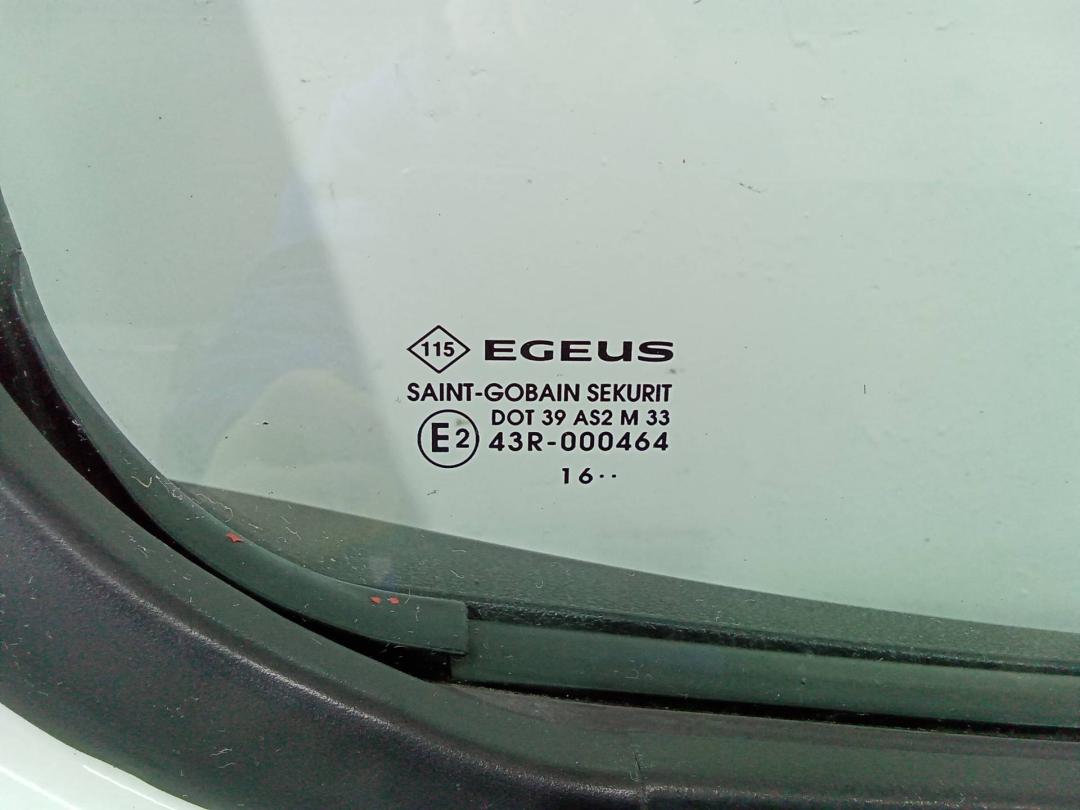 115 EGEUS
SAINT-GOBAIN SEKURIT
DOT 39 AS2 M 33
E2 43R-000464
16··